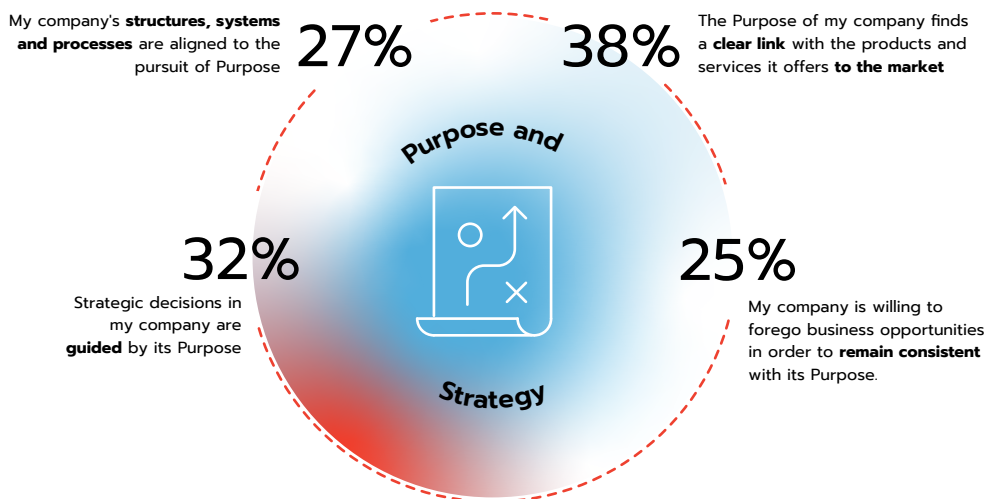 My company's structures, systems
and processes are aligned to the
pursuit of Purpose
27%
38%
The Purpose of my company finds
a clear link with the products and
services it offers to the market
Purpose and
Strategy
32%
Strategic decisions in
my company are
guided by its Purpose
25%
My company is willing to
forego business opportunities
in order to remain consistent
with its Purpose.